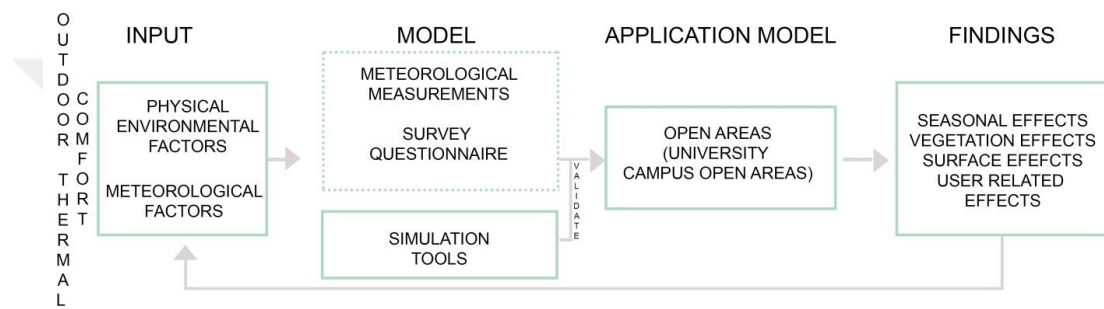 OUTDOOR THERMAL
COMFORT
INPUT
PHYSICAL
ENVIRONMENTAL
FACTORS
METEOROLOGICAL
FACTORS
MODEL
METEOROLOGICAL
MEASUREMENTS
SURVEY
QUESTIONNAIRE
SIMULATION
TOOLS
VALIDATE
APPLICATION MODEL
OPEN AREAS
(UNIVERSITY
CAMPUS OPEN AREAS)
FINDINGS
SEASONAL EFFECTS
VEGETATION EFFECTS
SURFACE EFEFCTS
USER RELATED
EFFECTS